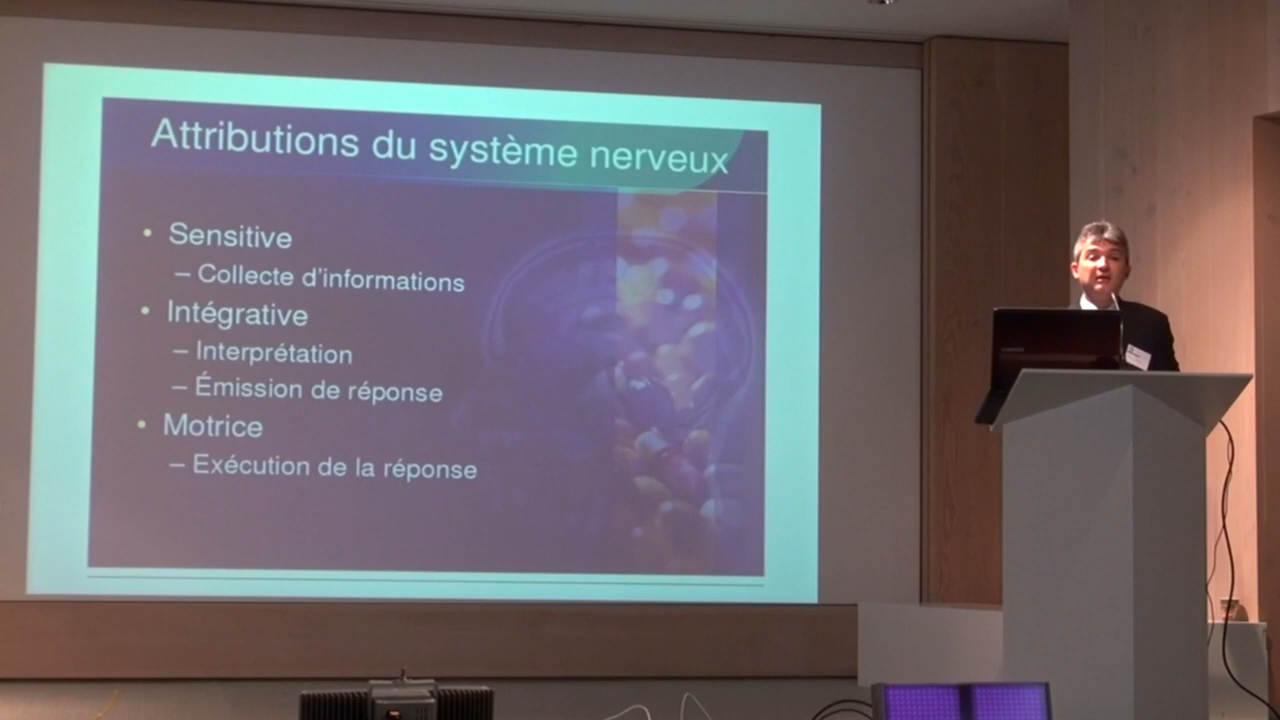 Attributions du système nerveux
• Sensitive
– Collecte d'informations
• Intégrative
– Interprétation
– Émission de réponse
• Motrice
– Exécution de la réponse